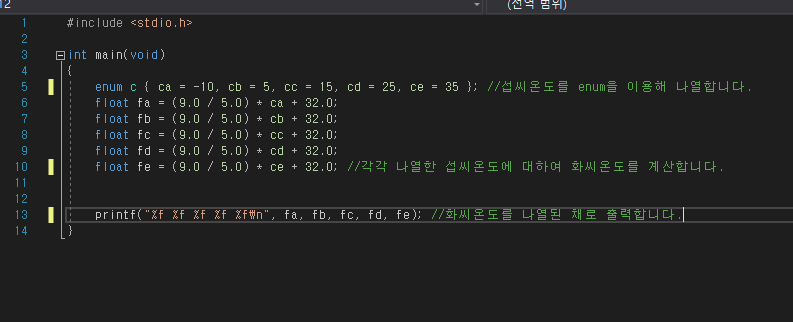 12 (전역 범위)
1 #include <stdio.h>
2
3 int main(void)
4 {
5 enum c { ca = -10, cb = 5, cc = 15, cd = 25, ce = 35 }; //섭씨온도를 enum을 이용해 나열합니다.
6 float fa = (9.0 / 5.0) * ca + 32.0;
7 float fb = (9.0 / 5.0) * cb + 32.0;
8 float fc = (9.0 / 5.0) * cc + 32.0;
9 float fd = (9.0 / 5.0) * cd + 32.0;
10 float fe = (9.0 / 5.0) * ce + 32.0; //각각 나열한 섭씨온도에 대하여 화씨온도를 계산합니다.
11
12
13 printf("%f %f %f %f %f₩n", fa, fb, fc, fd, fe); //화씨온도를 나열된 채로 출력합니다.
14 }